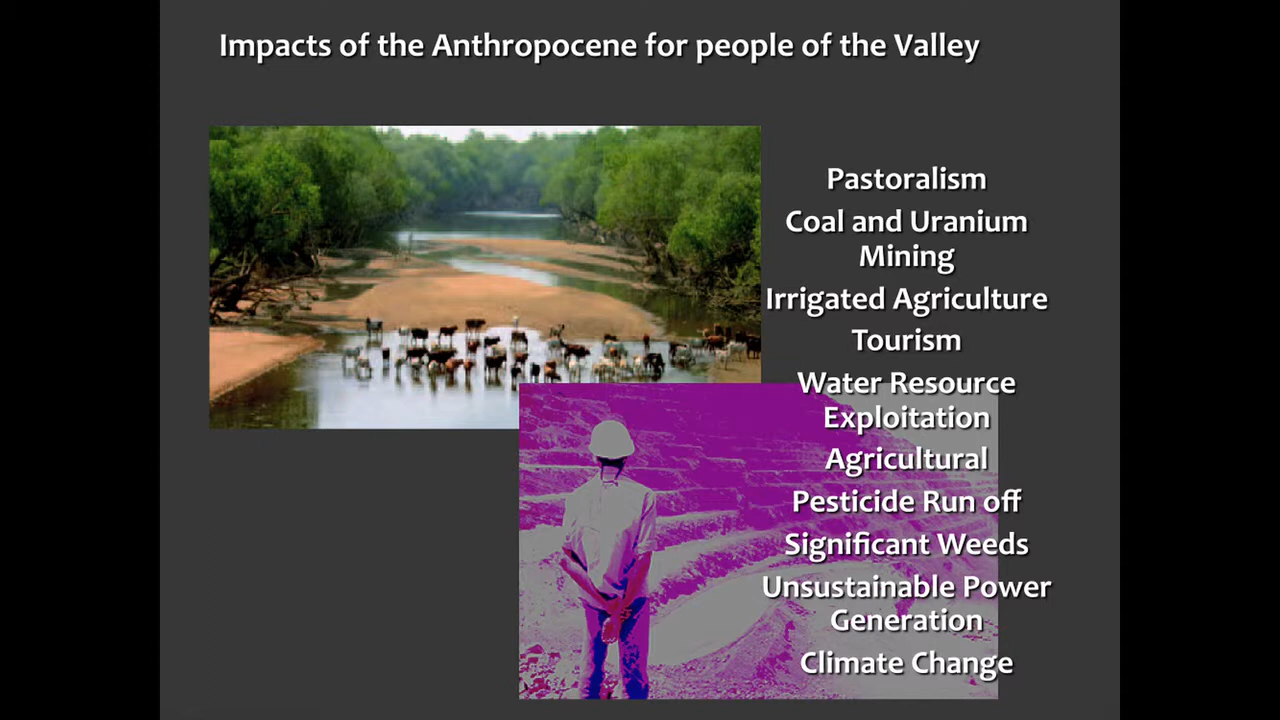 Impacts of the Anthropocene for people of the Valley
Pastoralism
Coal and Uranium
Mining
Irrigated Agriculture
Tourism
Water Resource
Exploitation
Agricultural
Pesticide Run off
Significant Weeds
Unsustainable Power
Generation
Climate Change